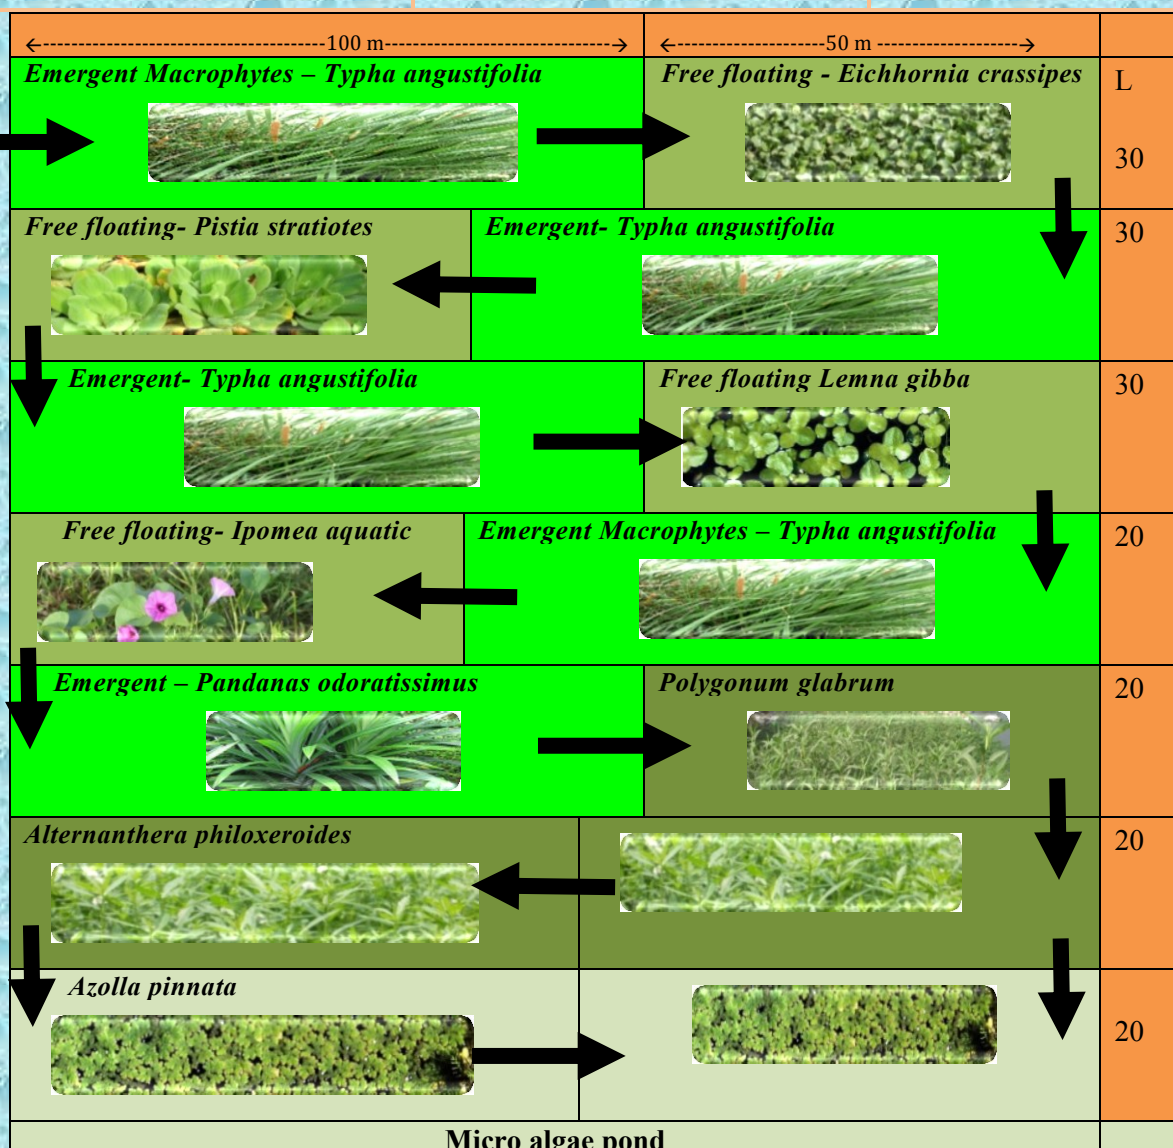 ←-------------------------------------------100 m-------------------------------------→
←-------------------------50 m ------------------------→
Emergent Macrophytes – Typha angustifolia
Free floating - Eichhornia crassipes
L
30
Free floating- Pistia stratiotes
Emergent- Typha angustifolia
30
Emergent- Typha angustifolia
Free floating Lemna gibba
30
Free floating- Ipomea aquatic
Emergent Macrophytes – Typha angustifolia
20
Emergent – Pandanas odoratissimus
Polygonum glabrum
20
Alternanthera philoxeroides
20
Azolla pinnata
20
Micro algae pond